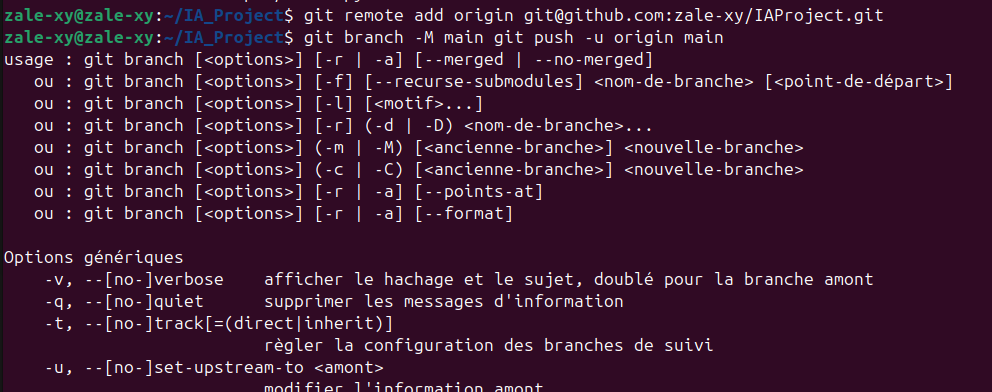 zale-xy@zale-xy:~/IA_Project$ git remote add origin git@github.com:zale-xy/IAProject.git
zale-xy@zale-xy:~/IA_Project$ git branch -M main git push -u origin main
usage : git branch [<options>] [-r | -a] [--merged | --no-merged]
   ou : git branch [<options>] [-f] [--recurse-submodules] <nom-de-branche> [<point-de-départ>]
   ou : git branch [<options>] [-l] [<motif>...]
   ou : git branch [<options>] [-r] (-d | -D) <nom-de-branche>...
   ou : git branch [<options>] (-m | -M) [<ancienne-branche>] <nouvelle-branche>
   ou : git branch [<options>] (-c | -C) [<ancienne-branche>] <nouvelle-branche>
   ou : git branch [<options>] [-r | -a] [--points-at]
   ou : git branch [<options>] [-r | -a] [--format]

Options génériques
    -v, --[no-]verbose    afficher le hachage et le sujet, doublé pour la branche amont
    -q, --[no-]quiet      supprimer les messages d'information
    -t, --[no-]track[=(direct|inherit)]
                          règler la configuration des branches de suivi
    -u, --[no-]set-upstream-to <amont>
                          modifier l'information amont